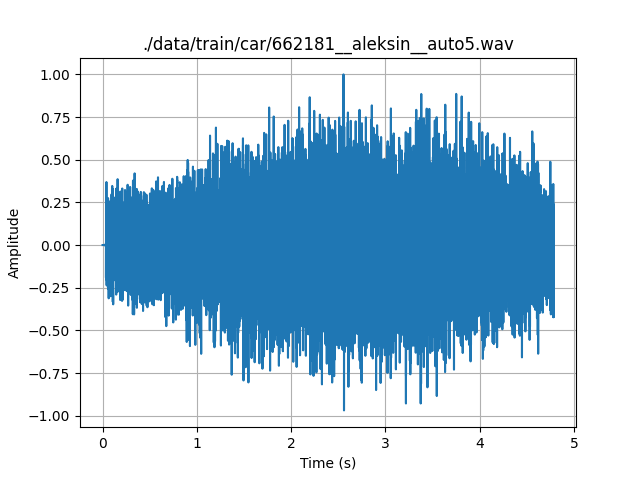 ./data/train/car/662181__aleksin__auto5.wav
1.00
0.75
0.50
0.25
0.00
−0.25
−0.50
−0.75
−1.00
Amplitude
0 1 2 3 4 5
Time (s)